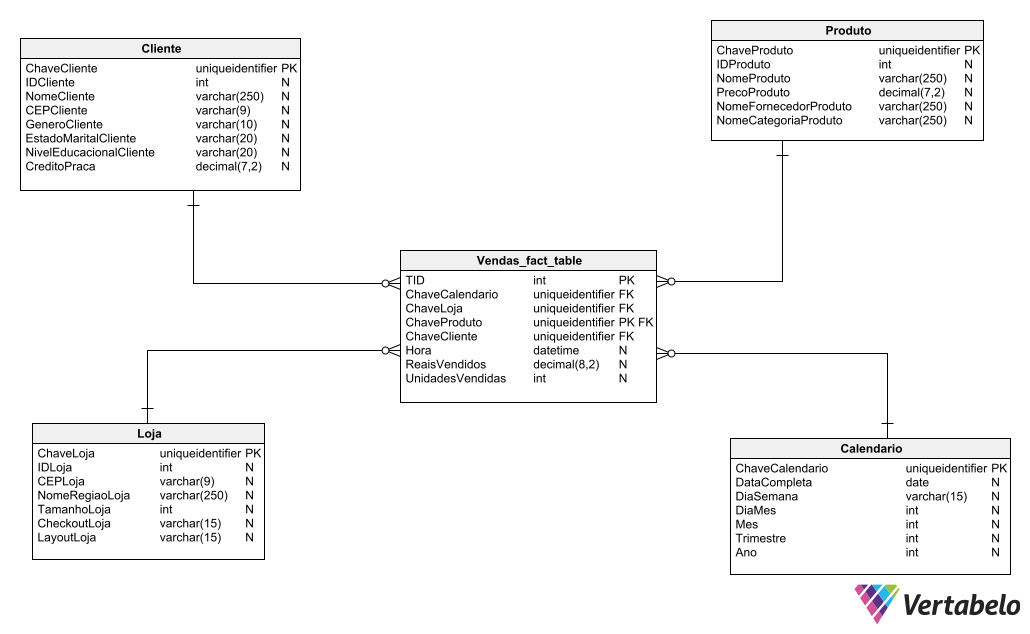 Cliente
ChaveCliente uniqueidentifier PK
IDCliente int N
NomeCliente varchar(250) N
CEPCliente varchar(9) N
GeneroCliente varchar(10) N
EstadoMaritalCliente varchar(20) N
NivelEducacionalCliente varchar(20) N
CreditoPraca decimal(7,2) N
Produto
ChaveProduto uniqueidentifier PK
IDProduto int N
NomeProduto varchar(250) N
PrecoProduto decimal(7,2) N
NomeFornecedorProduto varchar(250) N
NomeCategoriaProduto varchar(250) N
Vendas_fact_table
TID int PK
ChaveCalendario uniqueidentifier FK
ChaveLoja uniqueidentifier FK
ChaveProduto uniqueidentifier PK FK
ChaveCliente uniqueidentifier FK
Hora datetime N
ReaisVendidos decimal(8,2) N
UnidadesVendidas int N
Loja
ChaveLoja uniqueidentifier PK
IDLoja int N
CEPLoja varchar(9) N
NomeRegiaoLoja varchar(250) N
TamanhoLoja int N
CheckoutLoja varchar(15) N
LayoutLoja varchar(15) N
Calendario
ChaveCalendario uniqueidentifier PK
DataCompleta date N
DiaSemana varchar(15) N
DiaMes int N
Mes int N
Trimestre int N
Ano int N
Vertabelo